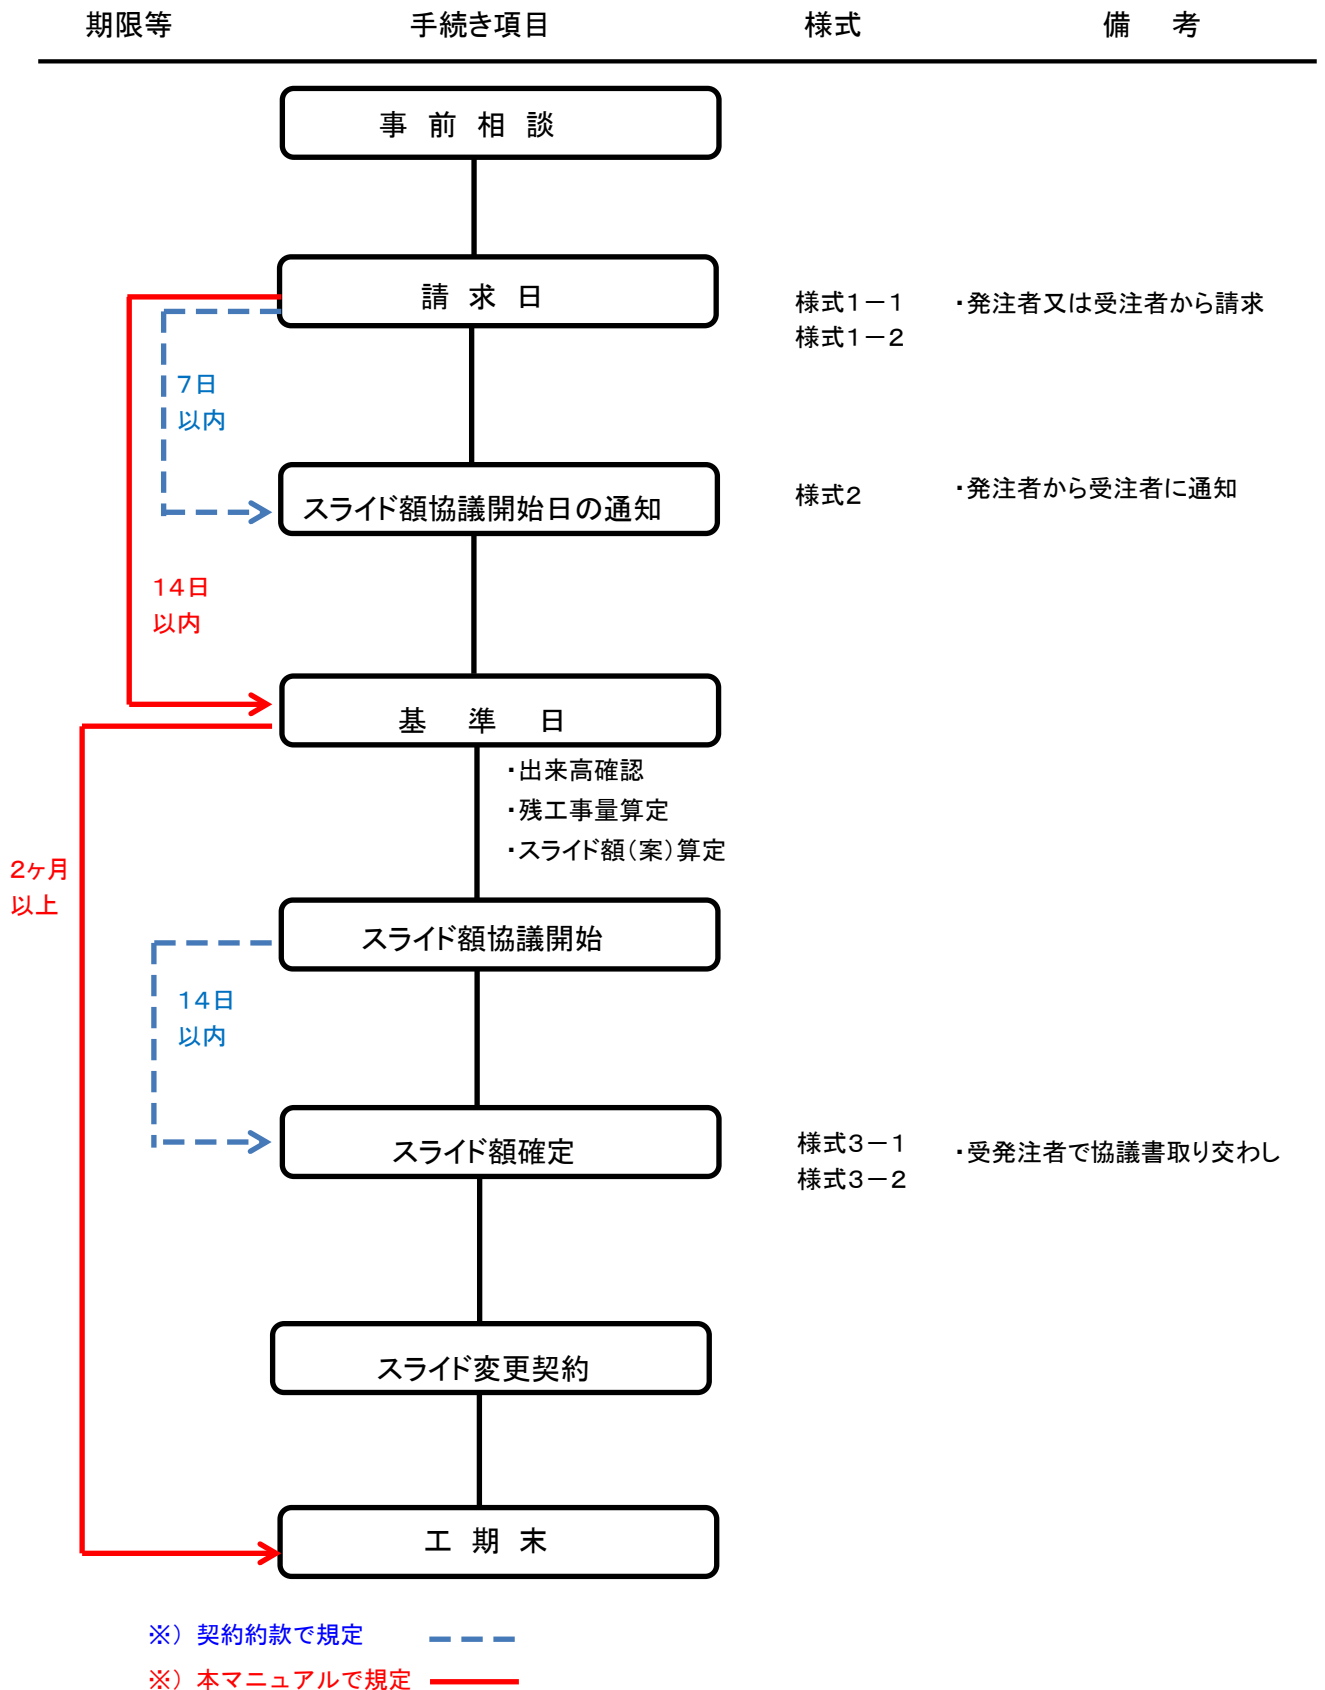 期限等 手続き項目 様式 備 考
事 前 相 談
請 求 日
様式1-1 ・発注者又は受注者から請求
様式1-2
7日
以内
スライド額協議開始日の通知 様式2 ・発注者から受注者に通知
14日
以内
基 準 日
・出来高確認
・残工事量算定
・スライド額(案)算定
2ヶ月
以上
スライド額協議開始
14日
以内
スライド額確定
様式3-1 ・受発注者で協議書取り交わし
様式3-2
スライド変更契約
工 期 末
※)契約約款で規定
※)本マニュアルで規定